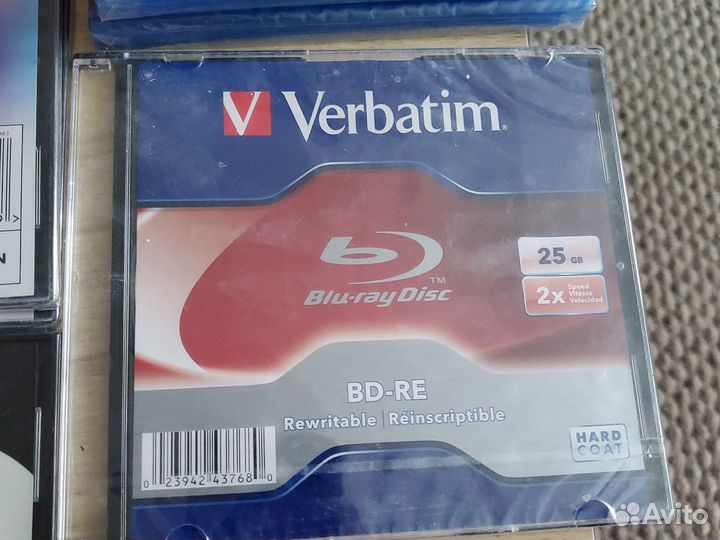 V Verbatim®
Blu-ray Disc™
25 GB
2x Speed
Vitesse
Velocidad
BD-RE
Rewritable | Réinscriptible
HARD
COAT
0 23942 43768 0
N
Avito